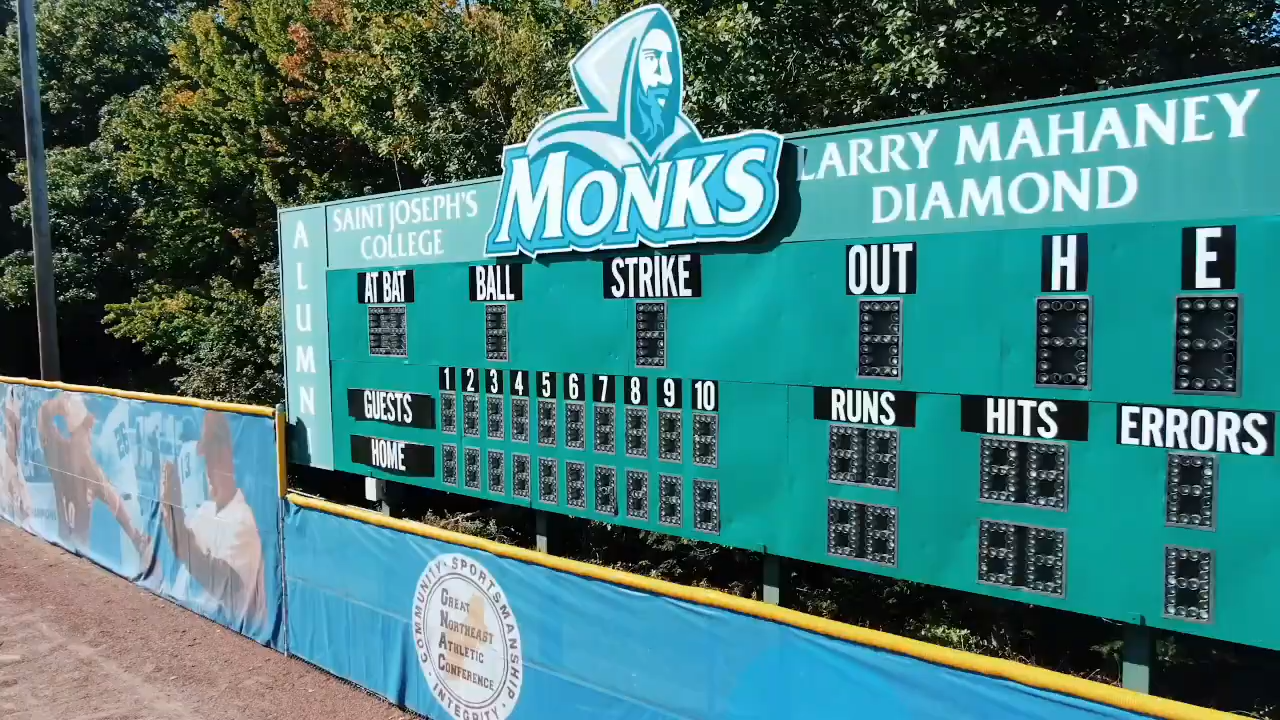 MONKS
SAINT JOSEPH'S
COLLEGE
LARRY MAHANEY
DIAMOND
ALUMNI
AT BAT
BALL
STRIKE
OUT
H
E
1 2 3 4 5 6 7 8 9 10
GUESTS
HOME
RUNS
HITS
ERRORS
COMMUNITY · SPORTSMANSHIP · INTEGRITY
GREAT
NORTHEAST
ATHLETIC
CONFERENCE